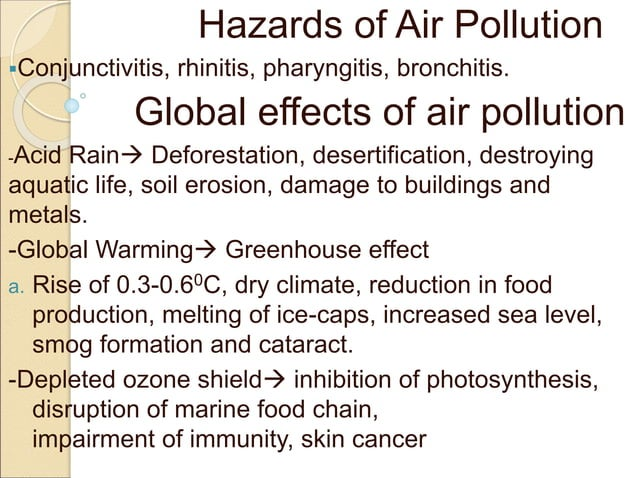 Hazards of Air Pollution
▪Conjunctivitis, rhinitis, pharyngitis, bronchitis.
Global effects of air pollution
-Acid Rain→ Deforestation, desertification, destroying
aquatic life, soil erosion, damage to buildings and
metals.
-Global Warming→ Greenhouse effect
a. Rise of 0.3-0.6⁰C, dry climate, reduction in food
production, melting of ice-caps, increased sea level,
smog formation and cataract.
-Depleted ozone shield→ inhibition of photosynthesis,
disruption of marine food chain,
impairment of immunity, skin cancer